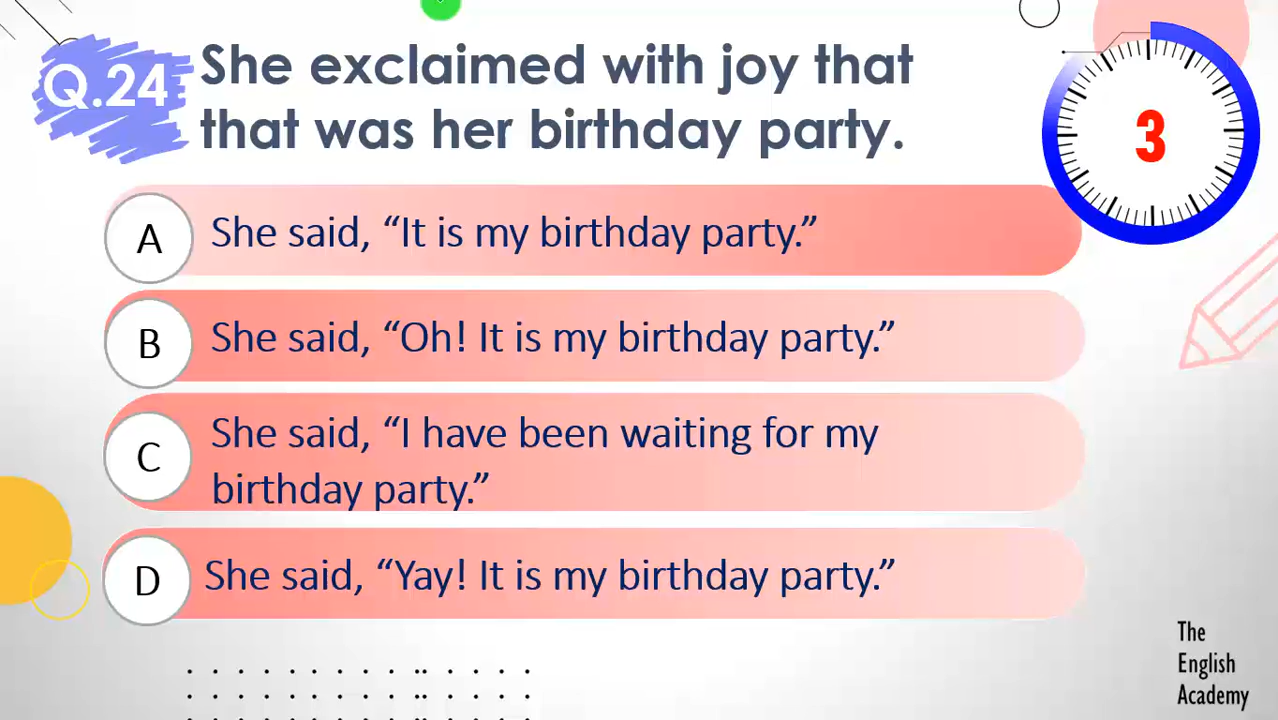 Q.24
She exclaimed with joy that
that was her birthday party.
3
A
She said, “It is my birthday party.”
B
She said, “Oh! It is my birthday party.”
C
She said, “I have been waiting for my
birthday party.”
D
She said, “Yay! It is my birthday party.”
The
English
Academy